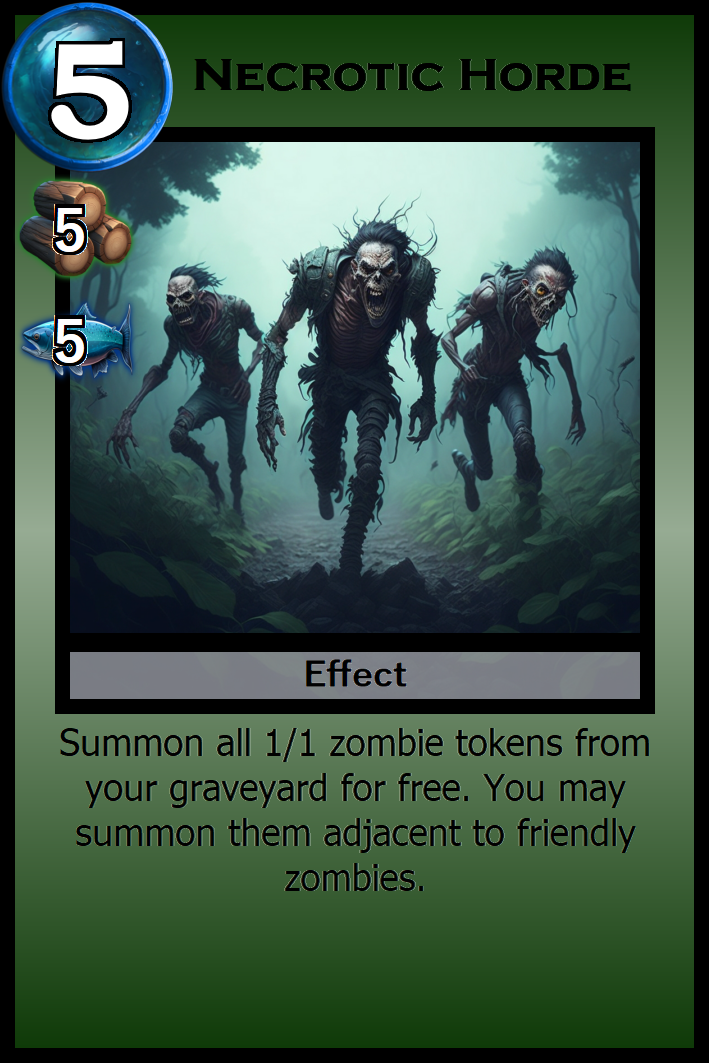 5
Necrotic Horde
5
5
Effect
Summon all 1/1 zombie tokens from
your graveyard for free. You may
summon them adjacent to friendly
zombies.